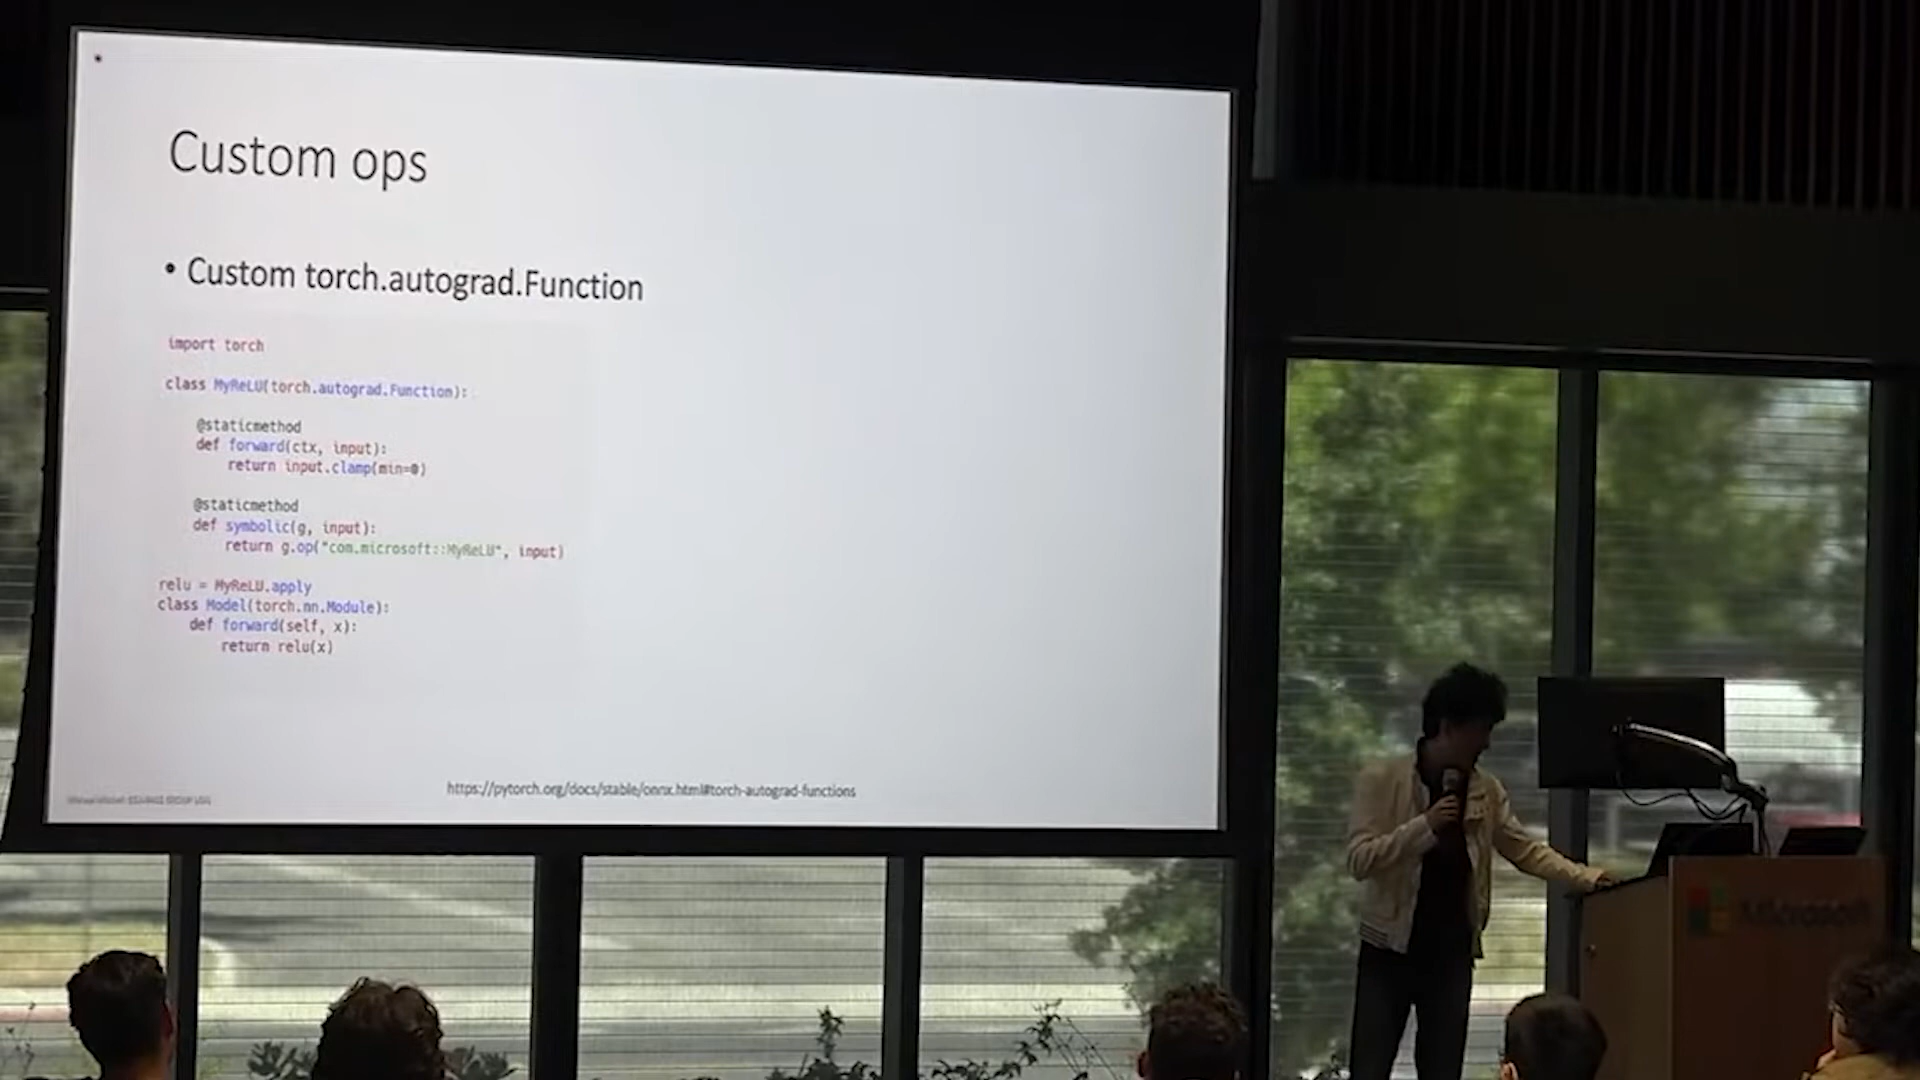 Custom ops
• Custom torch.autograd.Function
import torch
class MyReLU(torch.autograd.Function):
@staticmethod
def forward(ctx, input):
return input.clamp(min=0)
@staticmethod
def symbolic(g, input):
return g.op("com.microsoft::MyReLU", input)
relu = MyReLU.apply
class Model(torch.nn.Module):
def forward(self, x):
return relu(x)
https://pytorch.org/docs/stable/onnx.html#torch-autograd-functions
Microsoft